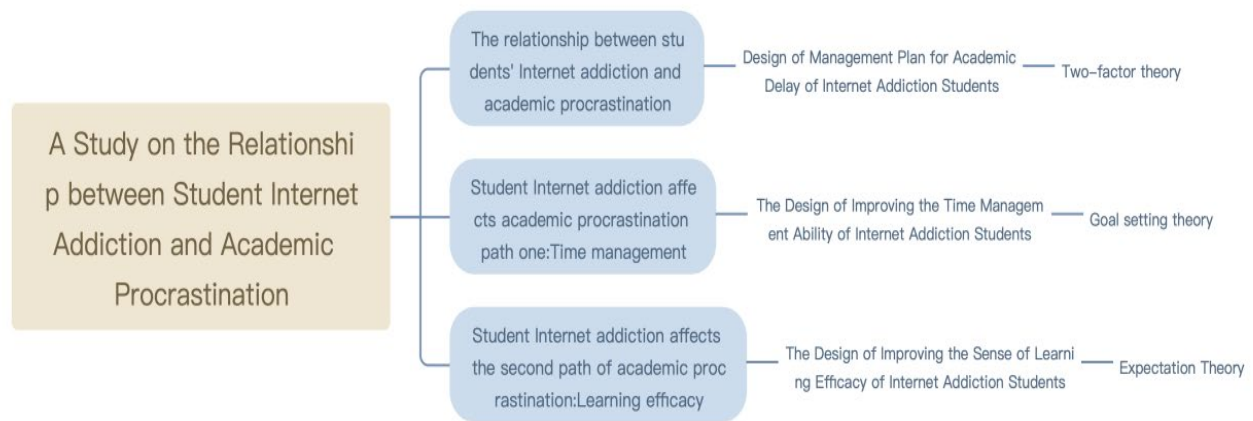 A Study on the Relationshi
p between Student Internet
Addiction and Academic
Procrastination
The relationship between stu
dents' Internet addiction and
academic procrastination
Design of Management Plan for Academic
Delay of Internet Addiction Students
Two-factor theory
Student Internet addiction affe
cts academic procrastination
path one:Time management
The Design of Improving the Time Managem
ent Ability of Internet Addiction Students
Goal setting theory
Student Internet addiction affects
the second path of academic proc
rastination:Learning efficacy
The Design of Improving the Sense of Learni
ng Efficacy of Internet Addiction Students
Expectation Theory